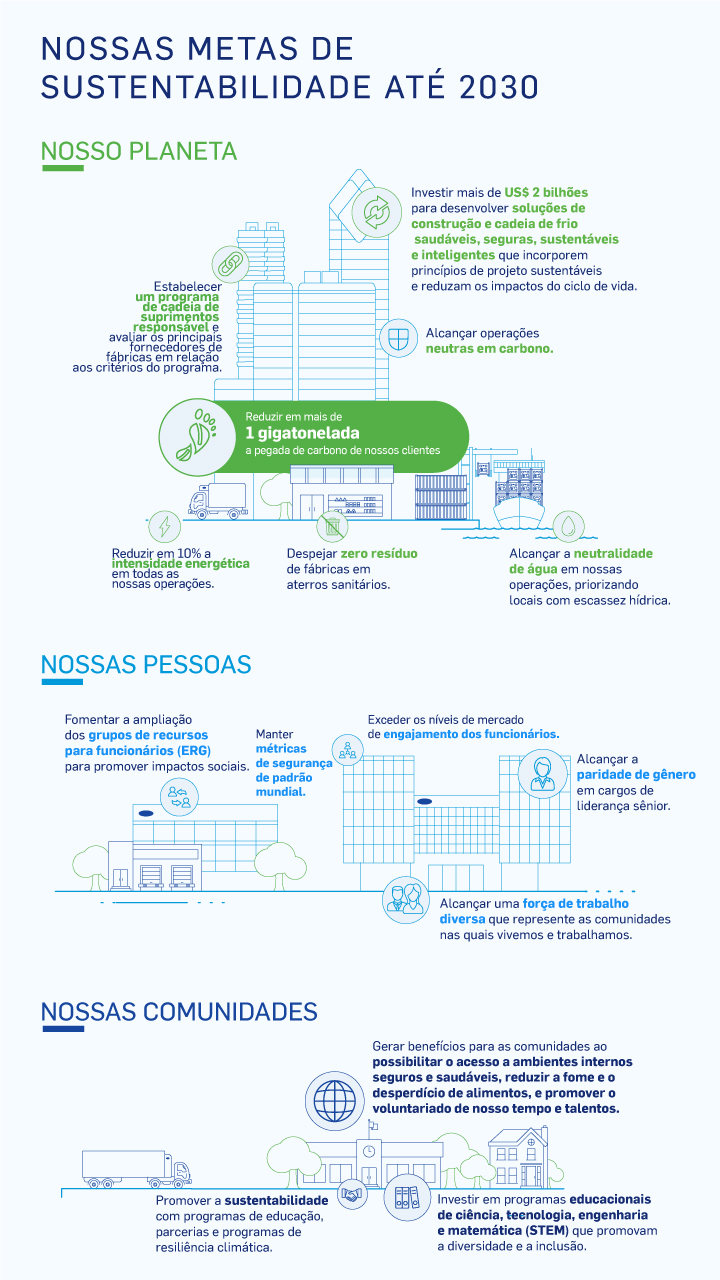 NOSSAS METAS DE
SUSTENTABILIDADE ATÉ 2030
NOSSO PLANETA
Investir mais de US$ 2 bilhões
para desenvolver soluções de
construção e cadeia de frio
saudáveis, seguras, sustentáveis
e inteligentes que incorporem
princípios de projeto sustentáveis
e reduzam os impactos do ciclo de vida.
Estabelecer
um programa
de cadeia de
suprimentos
responsável e
avaliar os principais
fornecedores de
fábricas em relação
aos critérios do programa.
Alcançar operações
neutras em carbono.
Reduzir em mais de
1 gigatonelada
a pegada de carbono de nossos clientes
Reduzir em 10% a
intensidade energética
em todas as
nossas operações.
Despejar zero resíduo
de fábricas em
aterros sanitários.
Alcançar a neutralidade
de água em nossas
operações, priorizando
locais com escassez hídrica.
NOSSAS PESSOAS
Fomentar a ampliação
dos grupos de recursos
para funcionários (ERG)
para promover impactos sociais.
Manter
métricas
de segurança
de padrão
mundial.
Exceder os níveis de mercado
de engajamento dos funcionários.
Alcançar a
paridade de gênero
em cargos de
liderança sênior.
Alcançar uma força de trabalho
diversa que represente as comunidades
nas quais vivemos e trabalhamos.
NOSSAS COMUNIDADES
Gerar benefícios para as comunidades ao
possibilitar o acesso a ambientes internos
seguros e saudáveis, reduzir a fome e o
desperdício de alimentos, e promover o
voluntariado de nosso tempo e talentos.
Promover a sustentabilidade
com programas de educação,
parcerias e programas de
resiliência climática.
Investir em programas educacionais
de ciência, tecnologia, engenharia
e matemática (STEM) que promovam
a diversidade e a inclusão.